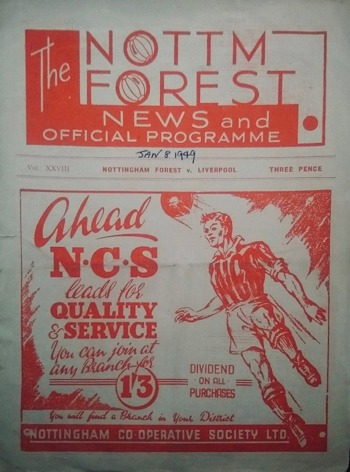 The NOTTM
FOREST
NEWS and
OFFICIAL PROGRAMME
JAN 8 1949
Vol. XXVIII NOTTINGHAM FOREST v. LIVERPOOL THREE PENCE
Ahead
N·C·S
leads for
QUALITY
& SERVICE
You can join at
any Branch for
1'3
DIVIDEND
· ON ALL ·
PURCHASES
You will find a Branch in Your District
NOTTINGHAM CO-OPERATIVE SOCIETY LTD.